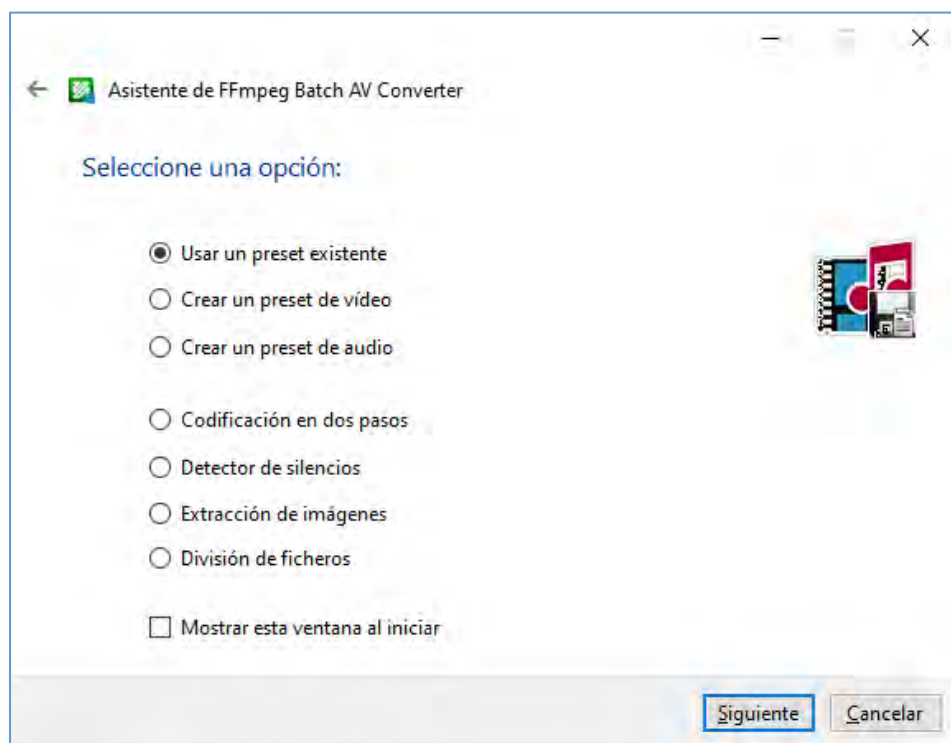 Asistente de FFmpeg Batch AV Converter
Seleccione una opción:
Usar un preset existente
Crear un preset de vídeo
Crear un preset de audio
Codificación en dos pasos
Detector de silencios
Extracción de imágenes
División de ficheros
Mostrar esta ventana al iniciar
Siguiente Cancelar